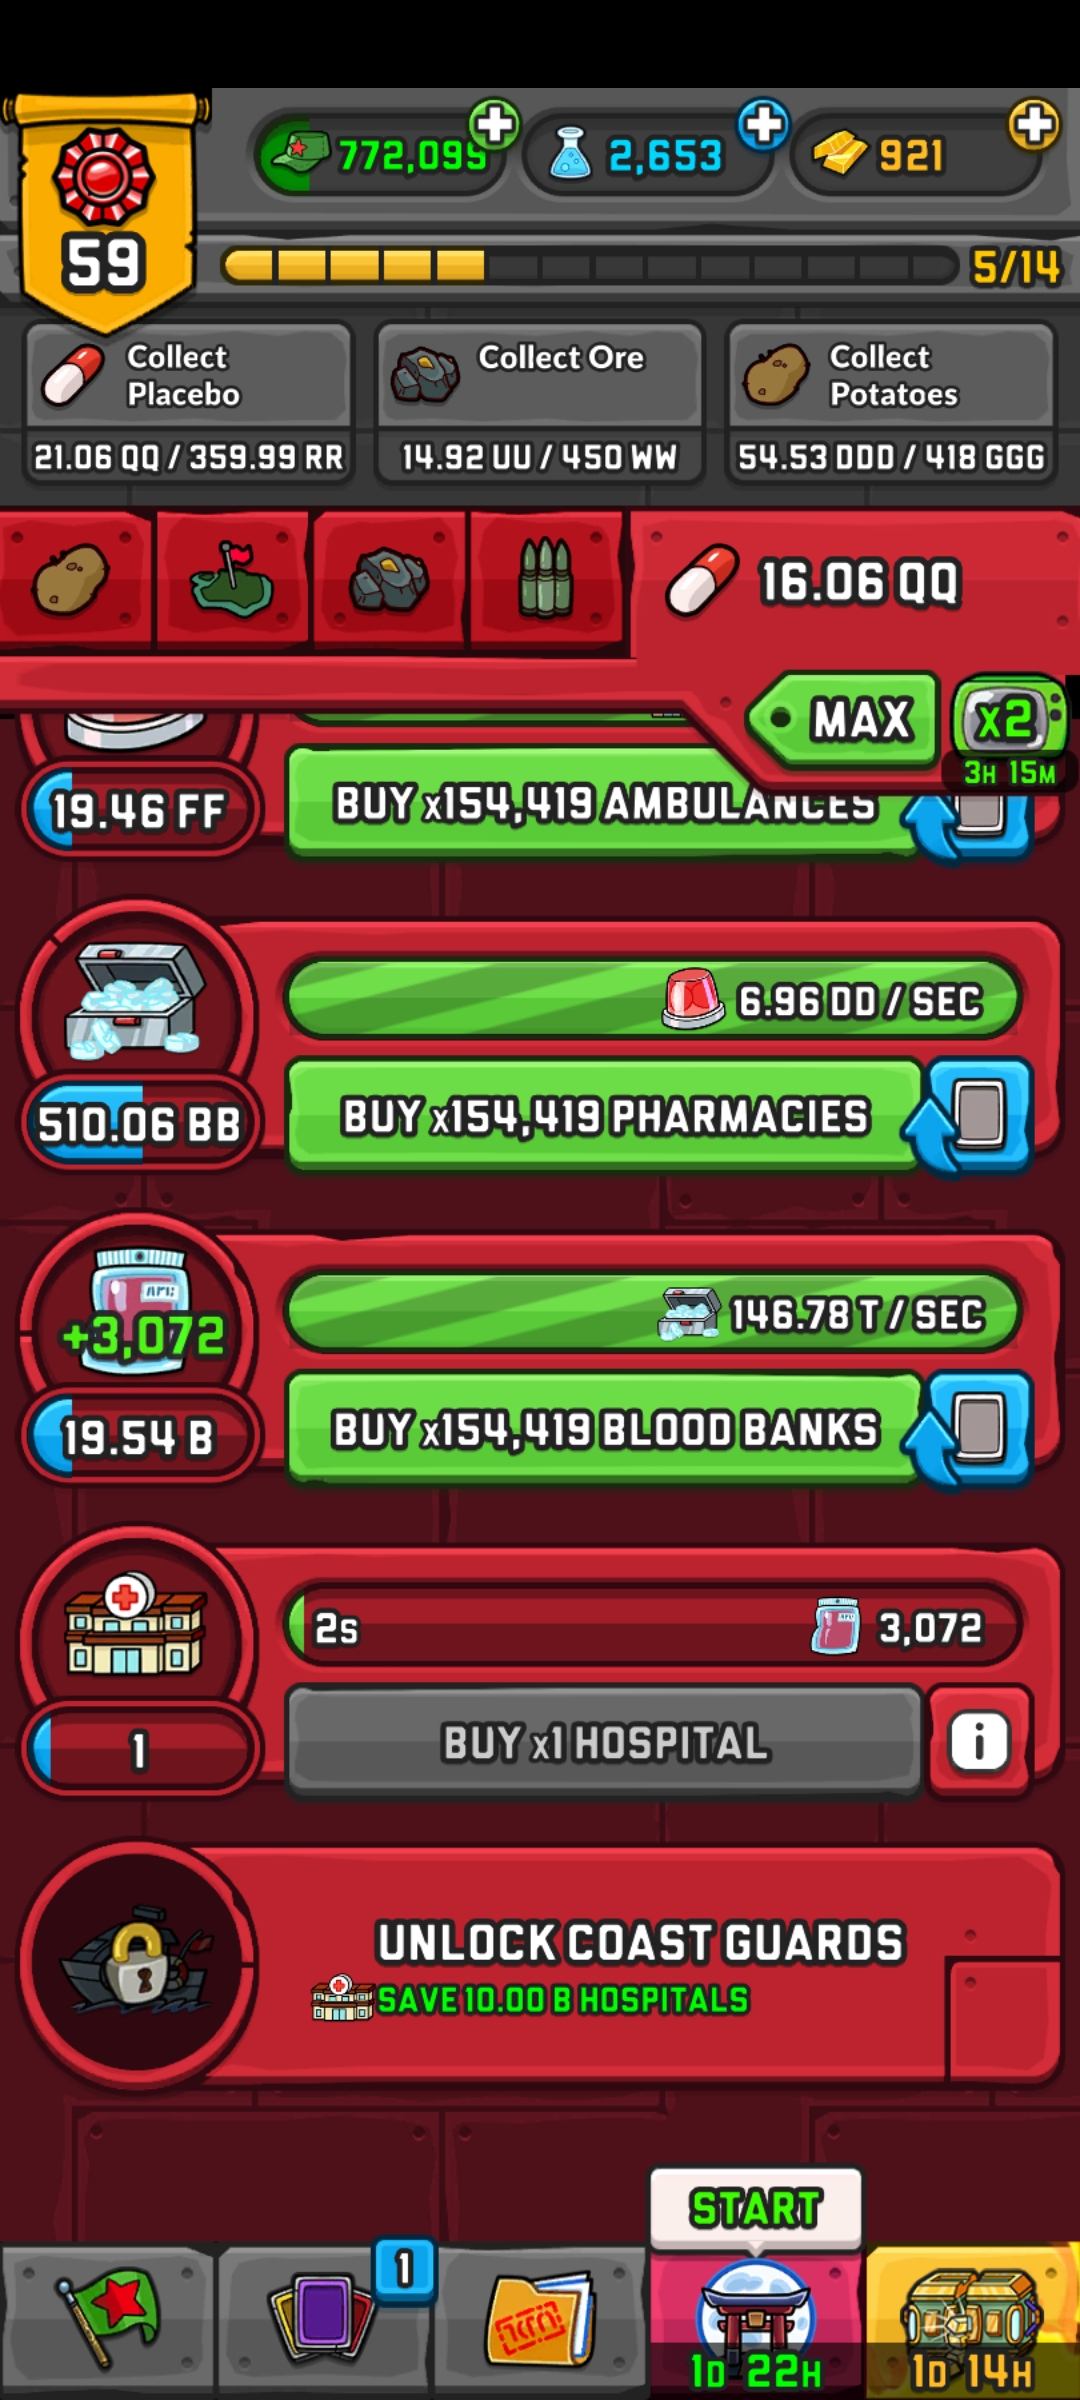 772,099
2,653
921
59
5/14
Collect
Placebo
21.06 QQ / 359.99 RR
Collect Ore
14.92 UU / 450 WW
Collect
Potatoes
54.53 DDD / 418 GGG
16.06 QQ
MAX
x2
3H 15M
19.46 FF
BUY x154,419 AMBULANCES
6.96 DD / SEC
510.06 BB
BUY x154,419 PHARMACIES
+3,072
146.78 T / SEC
19.54 B
BUY x154,419 BLOOD BANKS
2s
3,072
1
BUY x1 HOSPITAL
i
UNLOCK COAST GUARDS
SAVE 10.00 B HOSPITALS
START
1
1D 22H
1D 14H